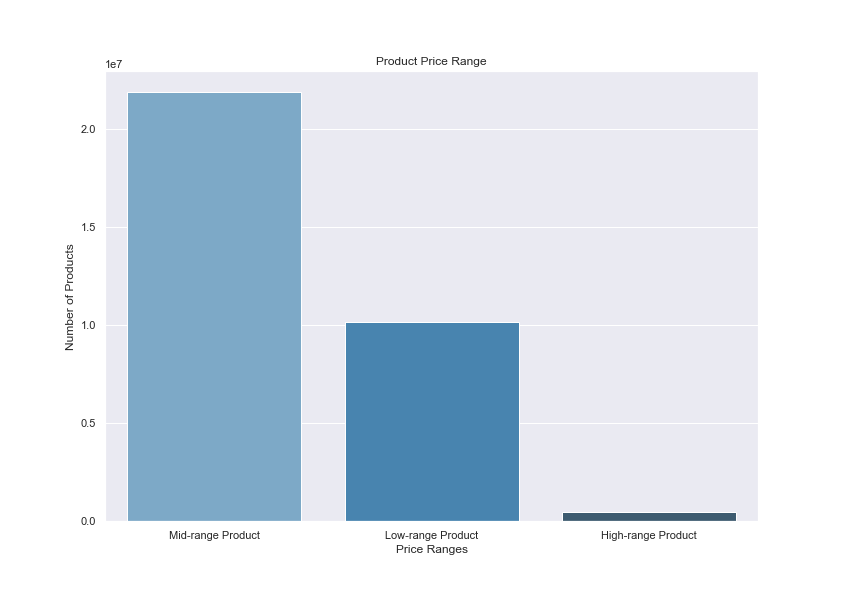 Product Price Range
1e7
2.0
1.5
1.0
0.5
0.0
Number of Products
Mid-range Product
Low-range Product
High-range Product
Price Ranges